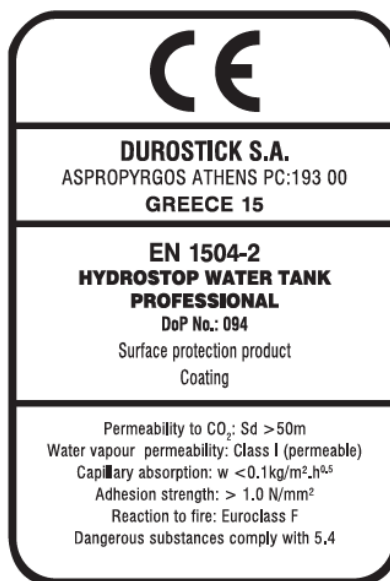 CE
DUROSTICK S.A.
ASPROPYRGOS ATHENS PC:193 00
GREECE 15
EN 1504-2
HYDROSTOP WATER TANK
PROFESSIONAL
DoP No.: 094
Surface protection product
Coating
Permeability to CO₂: Sd >50m
Water vapour permeability: Class I (permeable)
Capillary absorption: w <0.1kg/m².h⁰·⁵
Adhesion strength: > 1.0 N/mm²
Reaction to fire: Euroclass F
Dangerous substances comply with 5.4